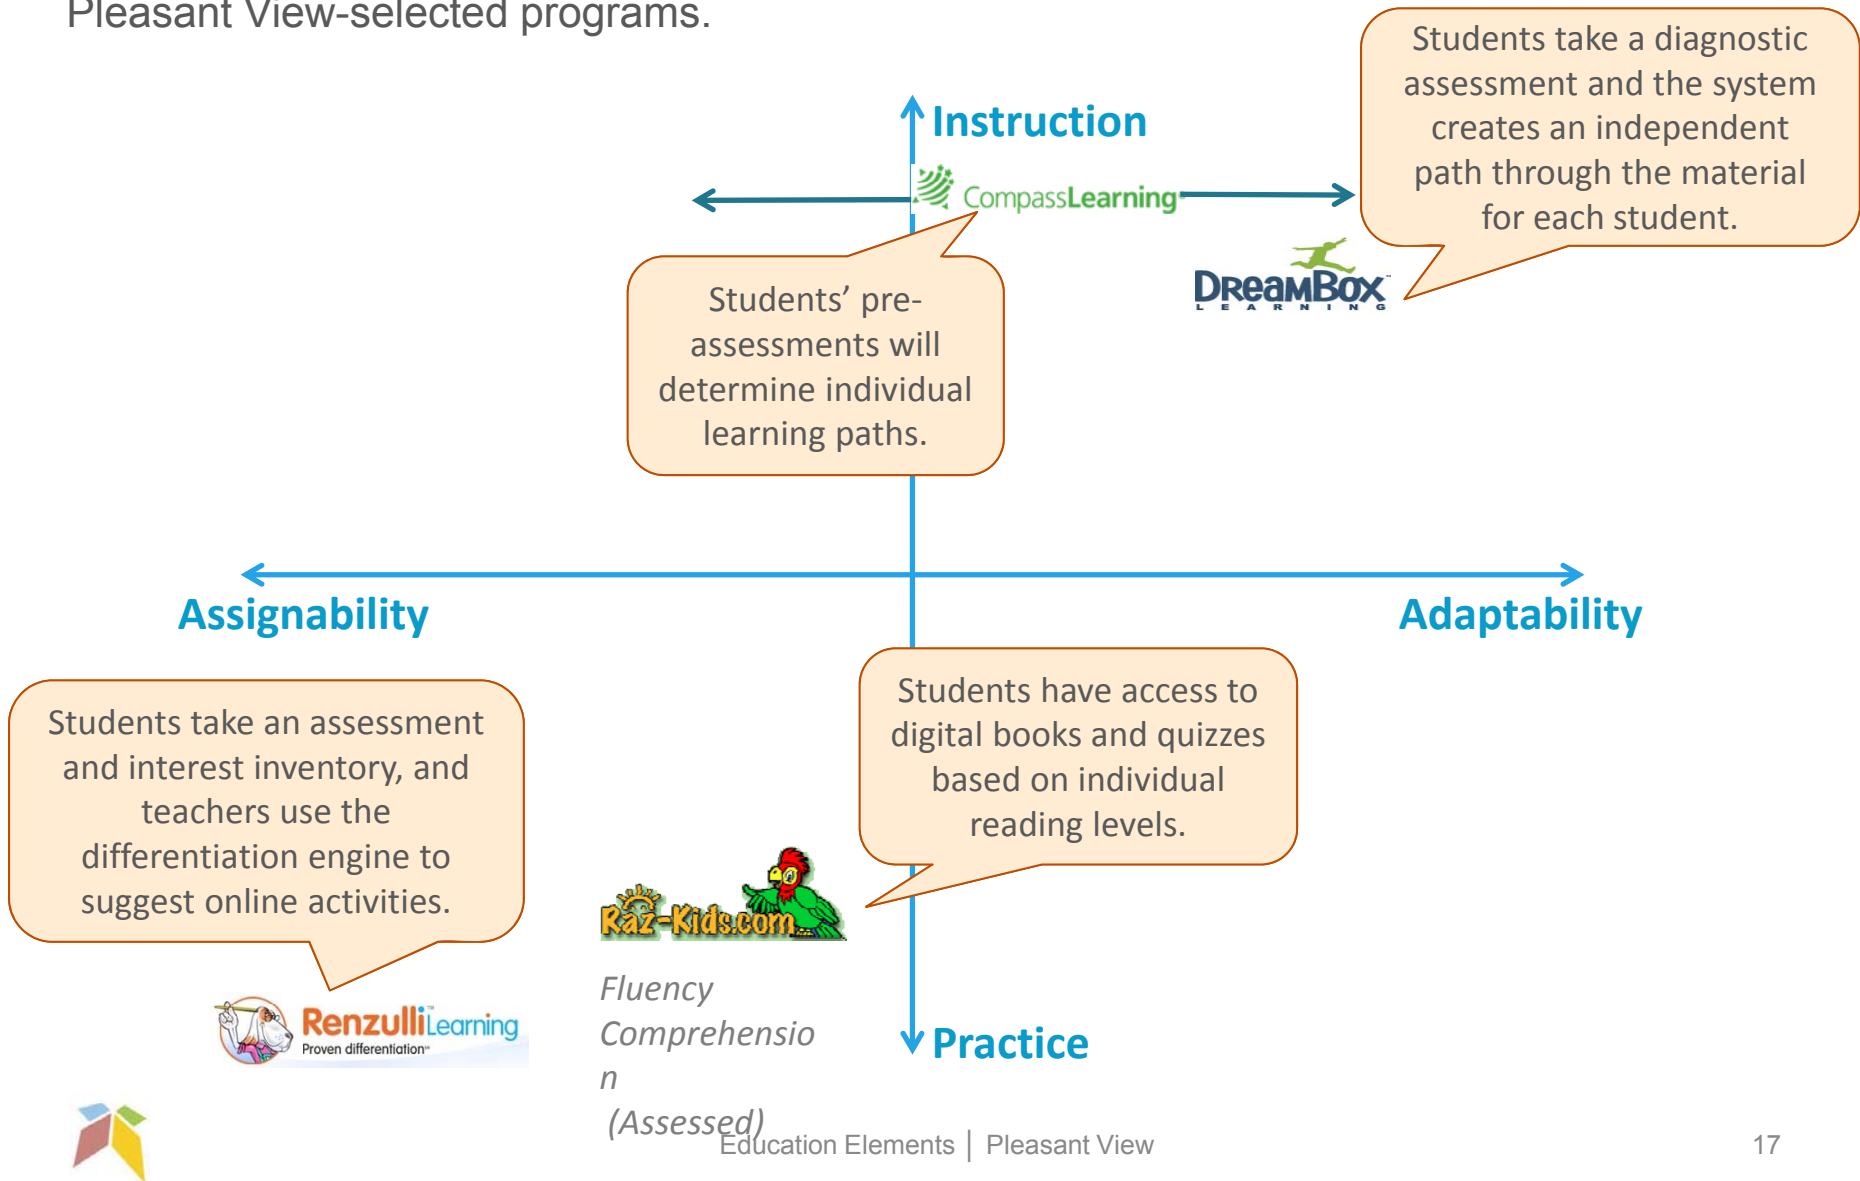 Pleasant View-selected programs.
Students take a diagnostic
assessment and the system
creates an independent
path through the material
for each student.
Instruction
CompassLearning
DreamBox™
LEARNING
Students’ pre-
assessments will
determine individual
learning paths.
Assignability
Adaptability
Students take an assessment
and interest inventory, and
teachers use the
differentiation engine to
suggest online activities.
Students have access to
digital books and quizzes
based on individual
reading levels.
Raz-Kids.com
Fluency
Comprehensio
n
(Assessed)
RenzulliLearning™
Proven differentiation℠
Practice
Education Elements | Pleasant View
17